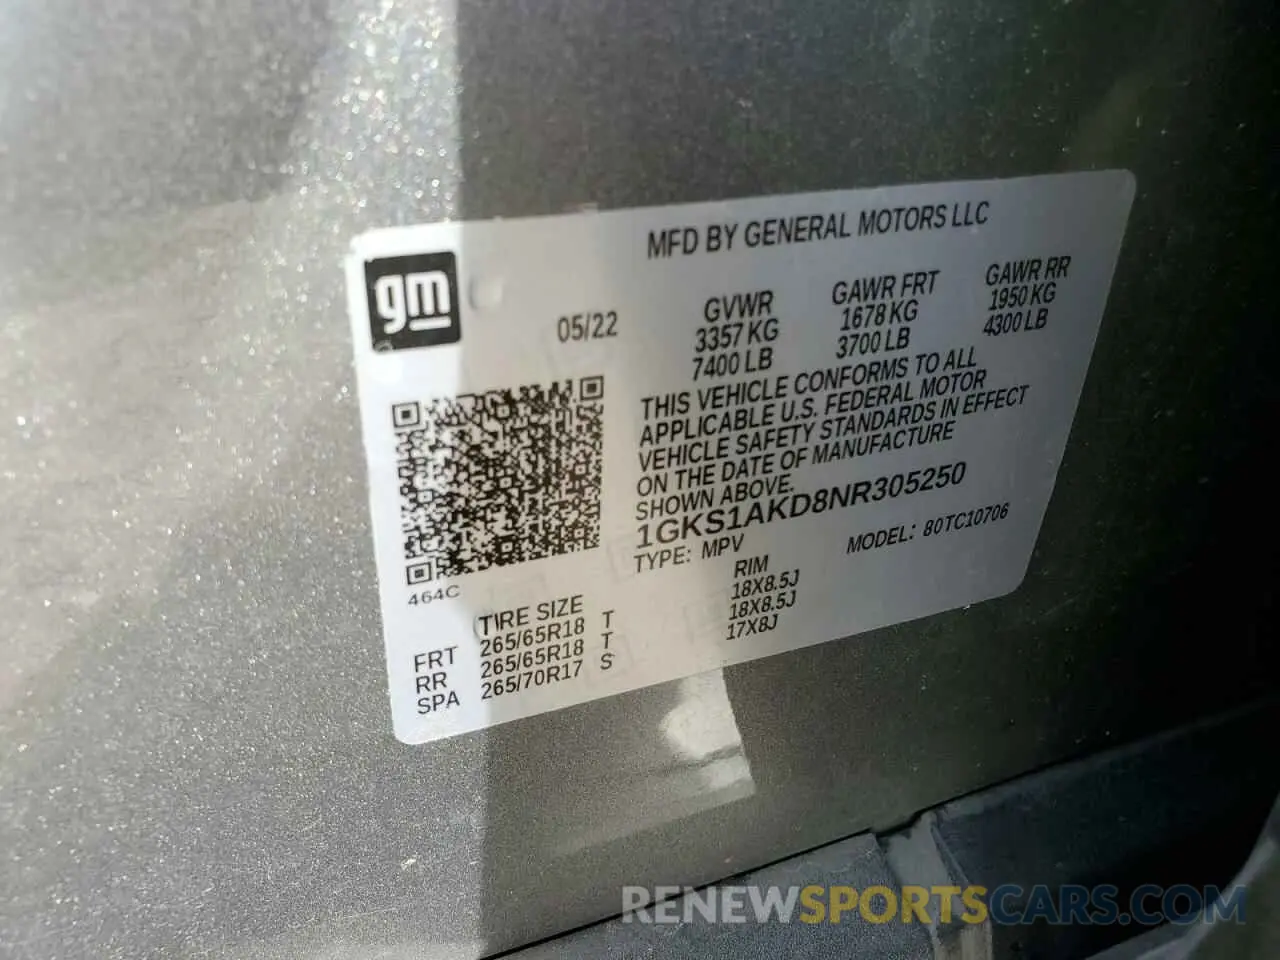 MFD BY GENERAL MOTORS LLC
gm
05/22
GVWR GAWR FRT GAWR RR
3357 KG 1678 KG 1950 KG
7400 LB 3700 LB 4300 LB
THIS VEHICLE CONFORMS TO ALL
APPLICABLE U.S. FEDERAL MOTOR
VEHICLE SAFETY STANDARDS IN EFFECT
ON THE DATE OF MANUFACTURE
SHOWN ABOVE.
1GKS1AKD8NR305250
TYPE: MPV MODEL: 80TC10706
464C
TIRE SIZE RIM
FRT 265/65R18 T 18X8.5J
RR 265/65R18 T 18X8.5J
SPA 265/70R17 S 17X8J
RENEWSPORTSCARS.COM